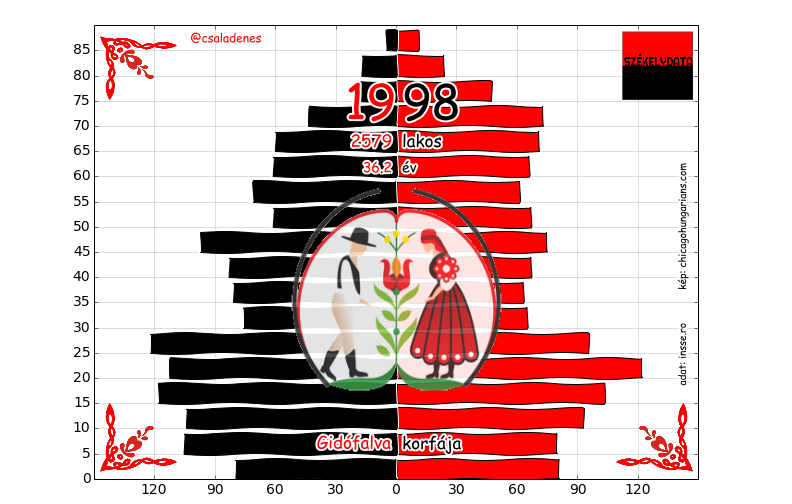 @csaladenes
SZÉKELYDATA
1998
2579 lakos
36.2 év
kép: chicagohungarians.com
adat: insse.ro
Gidófalva korfája
85
80
75
70
65
60
55
50
45
40
35
30
25
20
15
10
5
0
120 90 60 30 0 30 60 90 120